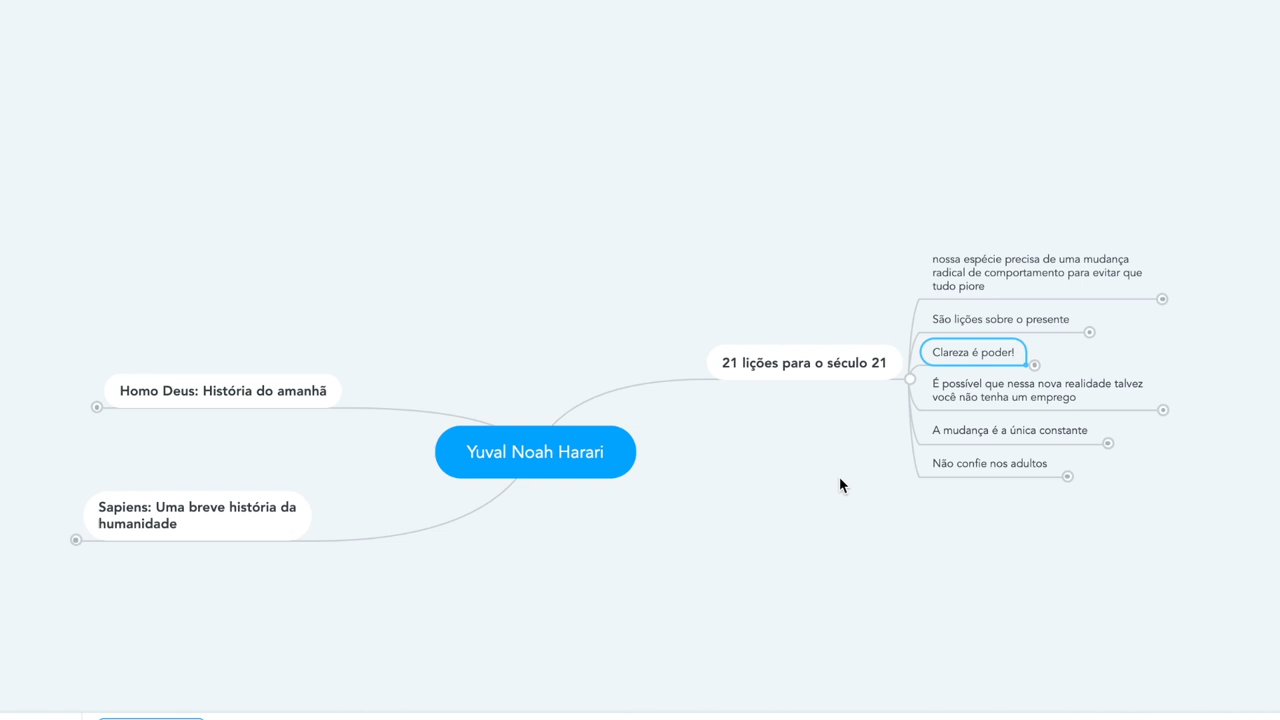 nossa espécie precisa de uma mudança
radical de comportamento para evitar que
tudo piore
São lições sobre o presente
Clareza é poder!
21 lições para o século 21
É possível que nessa nova realidade talvez
você não tenha um emprego
Homo Deus: História do amanhã
A mudança é a única constante
Yuval Noah Harari
Não confie nos adultos
Sapiens: Uma breve história da
humanidade